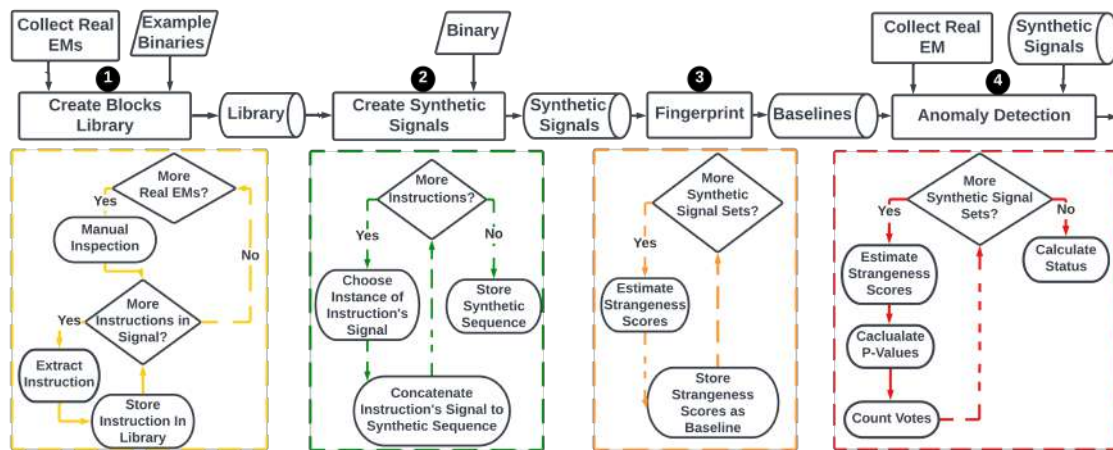 Collect Real
EMs
Example
Binaries
Binary
Collect Real
EM
Synthetic
Signals
1
2
3
4
Create Blocks
Library
Library
Create Synthetic
Signals
Synthetic
Signals
Fingerprint
Baselines
Anomaly Detection
More
Real EMs?
Yes
Manual
Inspection
No
More
Instructions in
Signal?
Yes
Extract
Instruction
Store
Instruction In
Library
More
Instructions?
Yes
No
Choose
Instance of
Instruction's
Signal
Store
Synthetic
Sequence
Concatenate
Instruction's Signal to
Synthetic Sequence
More
Synthetic
Signal Sets?
Yes
Estimate
Strangeness
Scores
Store
Strangeness
Scores as
Baseline
More
Synthetic Signal
Sets?
Yes
No
Estimate
Strangeness
Scores
Calculate
Status
Caclualate
P-Values
Count Votes